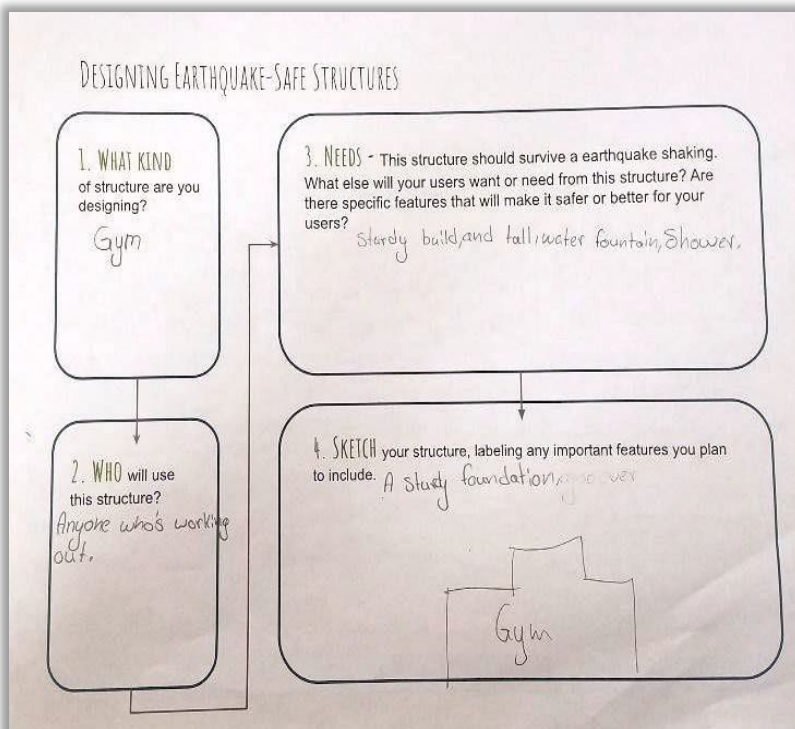 DESIGNING EARTHQUAKE-SAFE STRUCTURES
1. WHAT KIND
of structure are you
designing?
Gym
2. WHO will use
this structure?
Anyone who's working
out.
3. NEEDS - This structure should survive a earthquake shaking.
What else will your users want or need from this structure? Are
there specific features that will make it safer or better for your
users?
Sturdy build, and tall, water fountain, Shower.
4. SKETCH your structure, labeling any important features you plan
to include.
A study foundation,
Gym